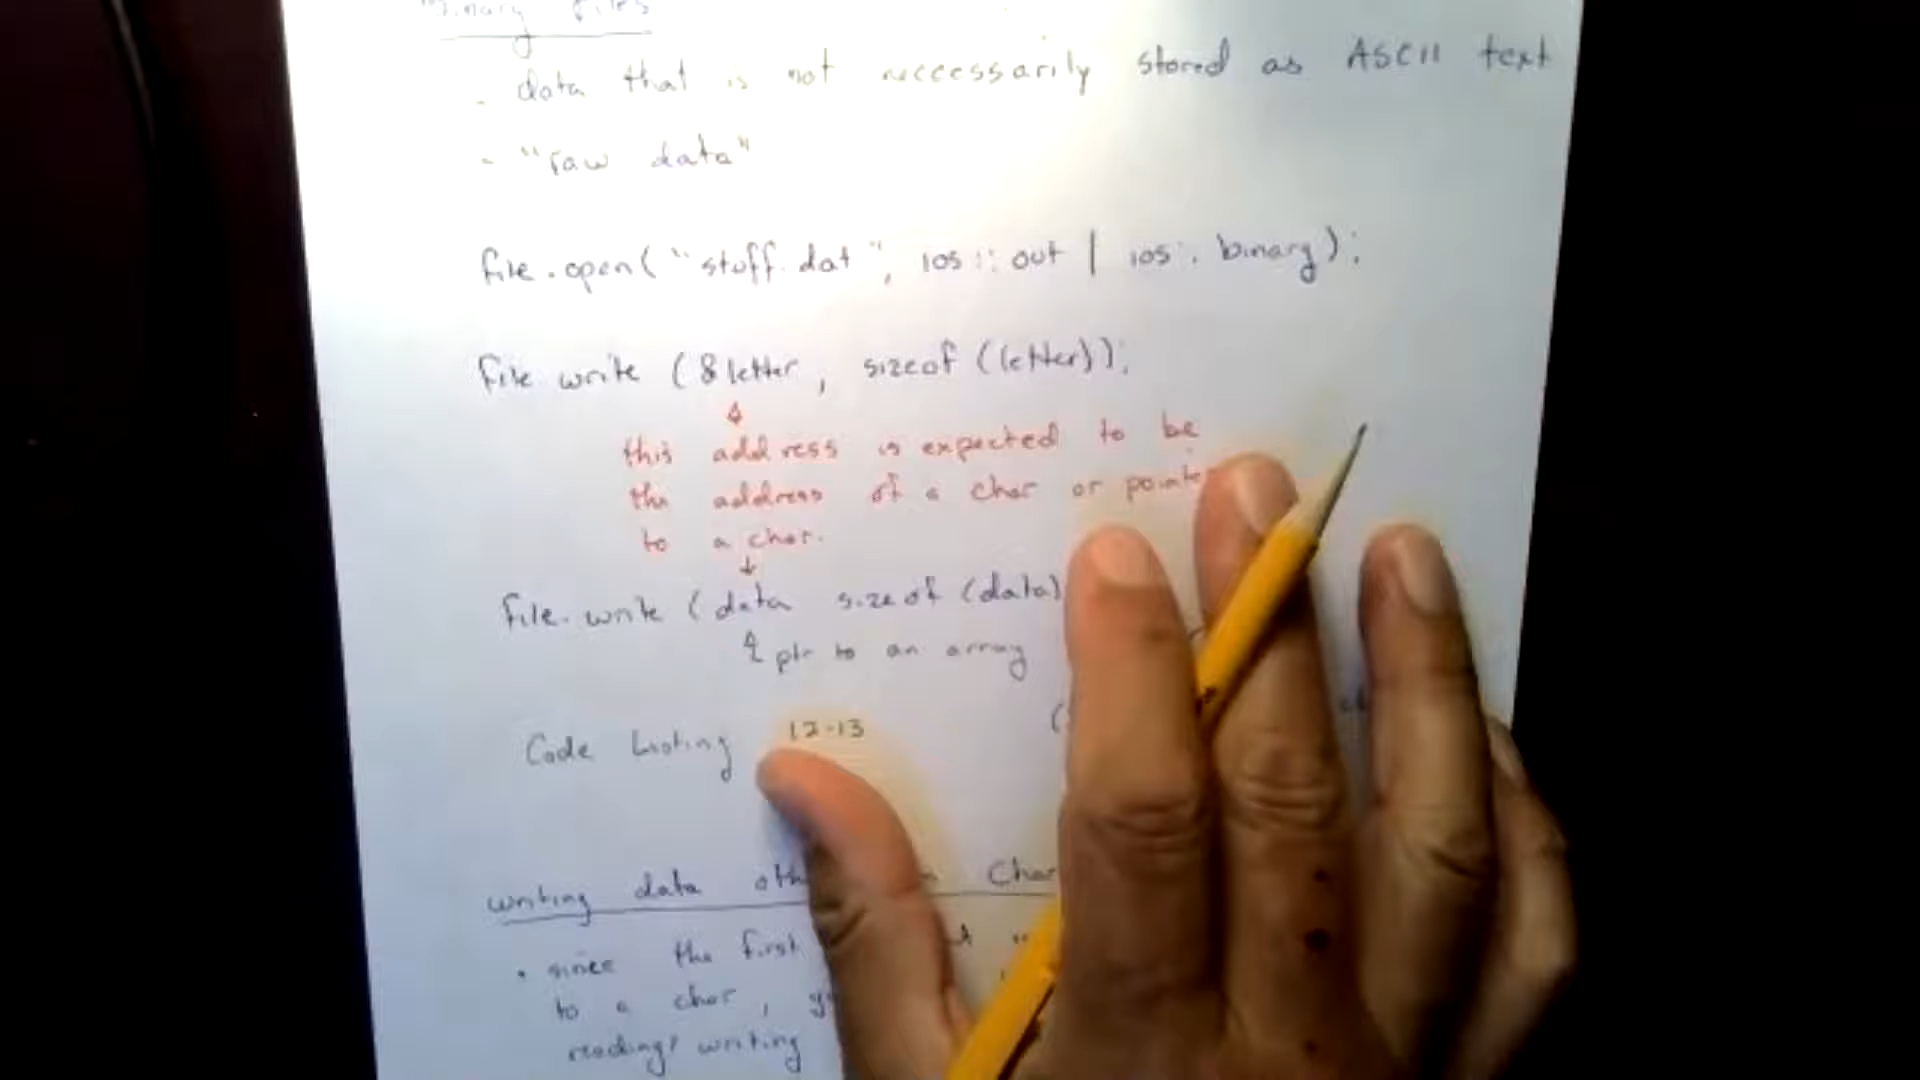 Binary Files
- data that is not neccessarily stored as ASCII text
- "raw data"
file.open( "stuff.dat", ios :: out | ios :: binary);
file write ( &letter, sizeof (letter));
this address is expected to be
the address of a char or pointer
to a char.
file. write ( data sizeof (data)
ptr to an array
Code Listing 12-13
writing data Char
• since the first
to a char,
reading/ writing